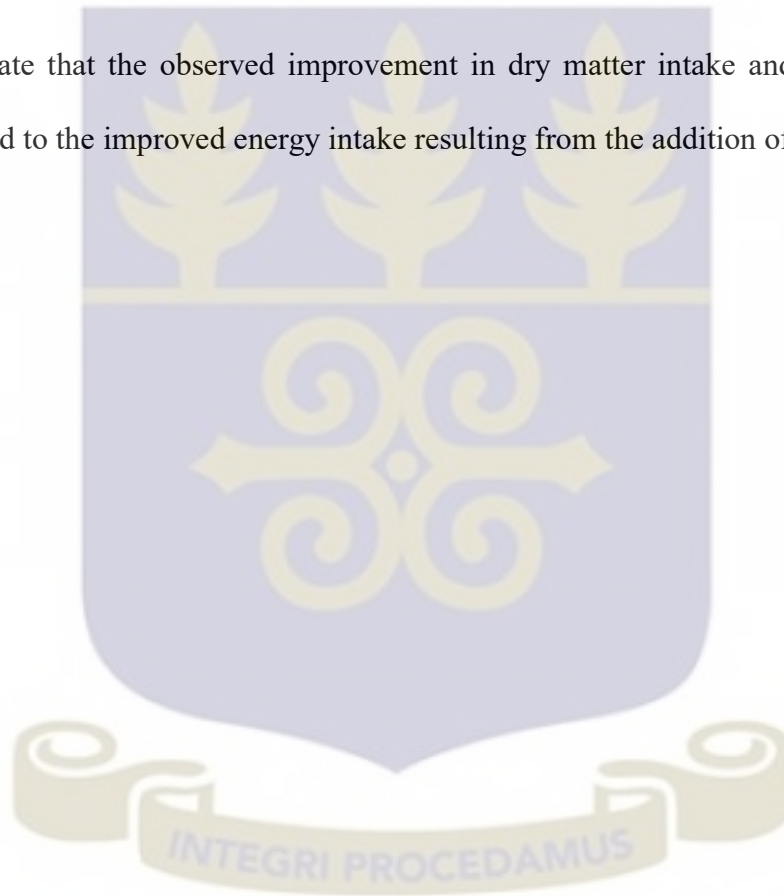 ate that the observed improvement in dry matter intake and
d to the improved energy intake resulting from the addition of
INTEGRI PROCEDAMUS